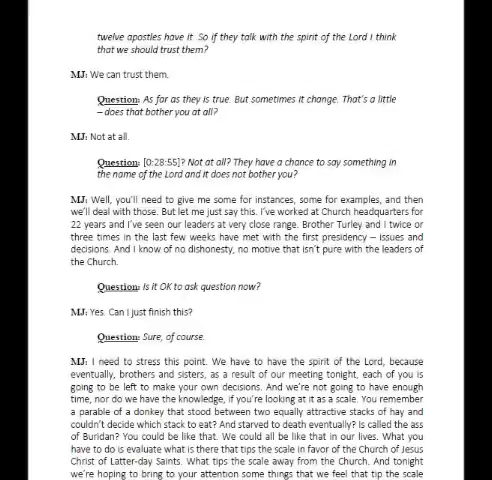 twelve apostles have it. So if they talk with the spirit of the Lord I think
that we should trust them?
MJ: We can trust them.
Question: As far as they is true. But sometimes it change. That's a little
– does that bother you at all?
MJ: Not at all.
Question: [0:28:55]? Not at all? They have a chance to say something in
the name of the Lord and it does not bother you?
MJ: Well, you'll need to give me some for instances, some for examples, and then
we'll deal with those. But let me just say this. I've worked at Church headquarters for
22 years and I've seen our leaders at very close range. Brother Turley and I twice or
three times in the last few weeks have met with the first presidency – issues and
decisions. And I know of no dishonesty, no motive that isn't pure with the leaders of
the Church.
Question: Is it OK to ask question now?
MJ: Yes. Can I just finish this?
Question: Sure, of course.
MJ: I need to stress this point. We have to have the spirit of the Lord, because
eventually, brothers and sisters, as a result of our meeting tonight, each of you is
going to be left to make your own decisions. And we're not going to have enough
time, nor do we have the knowledge, if you're looking at it as a scale. You remember
a parable of a donkey that stood between two equally attractive stacks of hay and
couldn't decide which stack to eat? And starved to death eventually? Is called the ass
of Buridan? You could be like that. We could all be like that in our lives. What you
have to do is evaluate what is there that tips the scale in favor of the Church of Jesus
Christ of Latter-day Saints. What tips the scale away from the Church. And tonight
we're hoping to bring to your attention some things that we feel that tip the scale